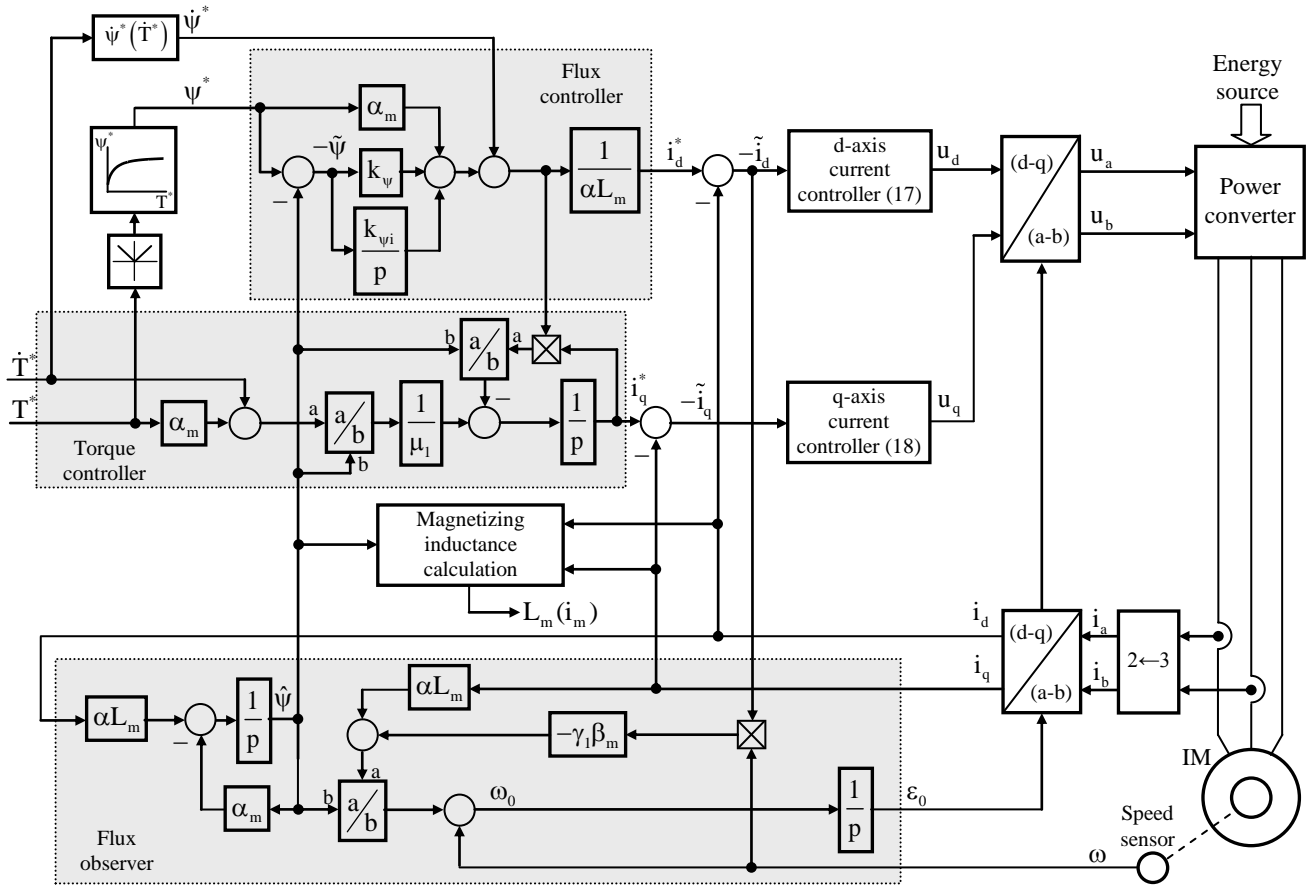 ψ̇*(Ṫ*)
ψ̇*
Flux
controller
Energy
source
ψ*
α_m
ψ*
T*
-ψ̃
k_ψ
1
αL_m
i_d*
-ĩ_d
d-axis
current
controller (17)
u_d
(d-q)
(a-b)
u_a
u_b
Power
converter
-
k_ψi
p
-
Ṫ*
T*
b
a/b
a
-
α_m
a
a/b
b
1
μ_1
1
p
i_q*
-
-ĩ_q
q-axis
current
controller (18)
u_q
Torque
controller
Magnetizing
inductance
calculation
L_m(i_m)
i_d
i_q
(d-q)
(a-b)
i_a
i_b
2←3
αL_m
-
1
p
ψ̂
αL_m
-γ_1β_m
IM
α_m
b
a
a/b
ω_0
1
p
ε_0
Speed
sensor
Flux
observer
ω